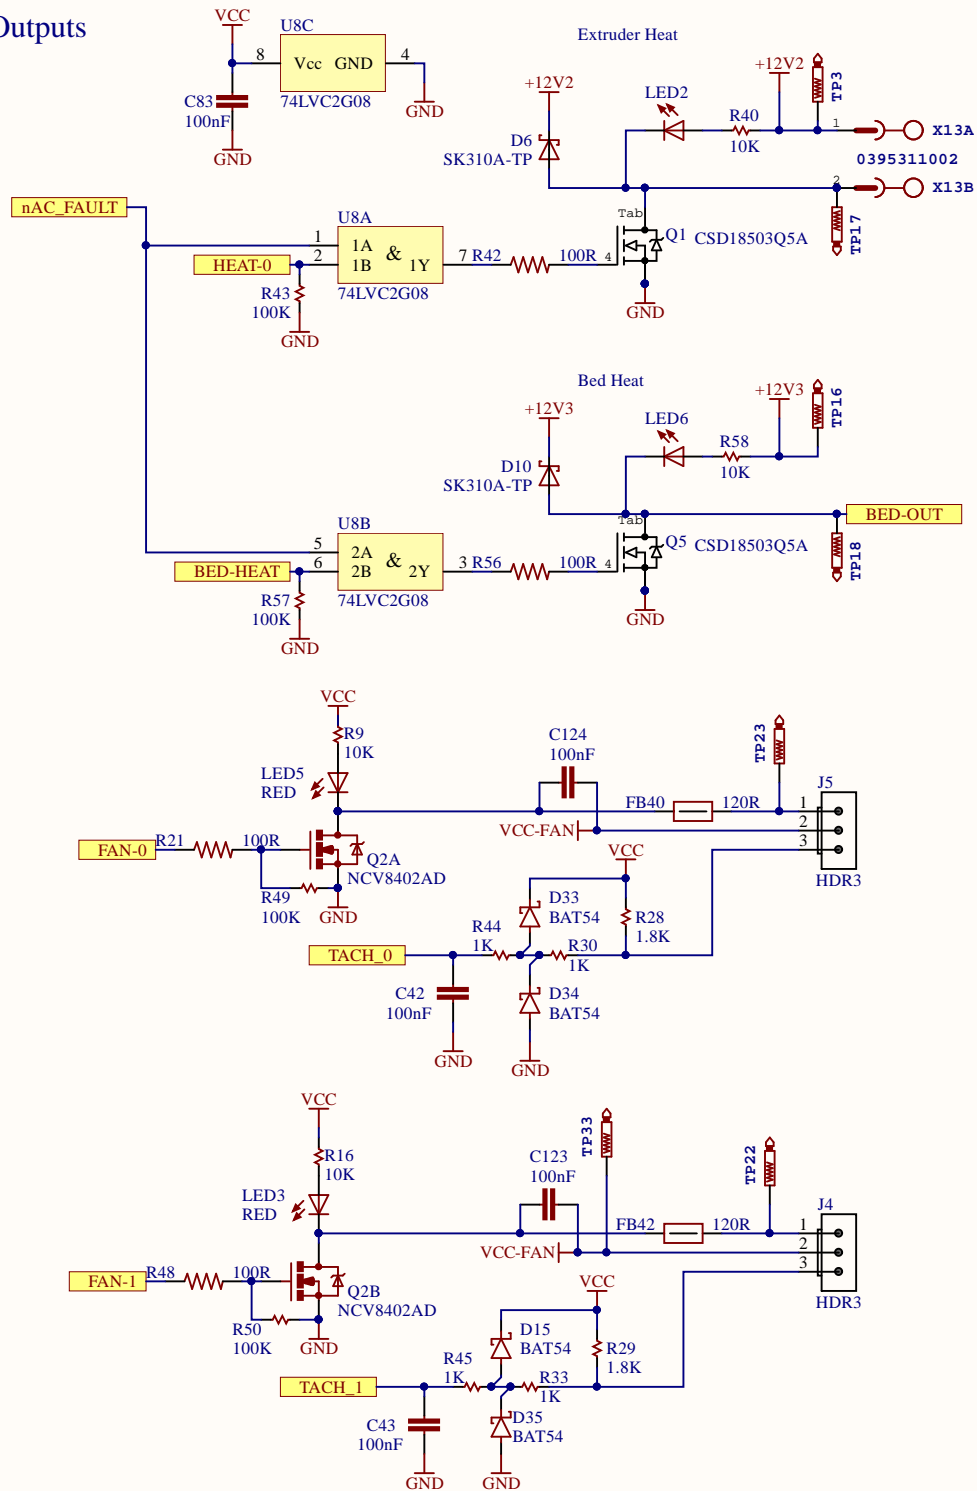 Outputs
VCC
U8C
8
Vcc GND
4
C83
100nF
74LVC2G08
GND
GND
Extruder Heat
+12V2
LED2
+12V2
TP3
R40
10K
1
X13A
0395311002
D6
SK310A-TP
2
X13B
nAC_FAULT
Tab
TP17
U8A
1
2
1A
1B
&
1Y
7
R42
100R
4
Q1
CSD18503Q5A
HEAT-0
R43
100K
74LVC2G08
GND
GND
Bed Heat
+12V3
LED6
+12V3
TP16
R58
10K
D10
SK310A-TP
BED-OUT
Tab
TP18
U8B
5
6
2A
2B
&
2Y
3
R56
100R
4
Q5
CSD18503Q5A
BED-HEAT
R57
100K
74LVC2G08
GND
GND
VCC
R9
10K
C124
100nF
TP23
LED5
RED
J5
FB40
120R
1
2
3
VCC-FAN
FAN-0
R21
100R
Q2A
NCV8402AD
VCC
HDR3
R49
100K
GND
D33
BAT54
R28
1.8K
R44
1K
R30
1K
TACH_0
C42
100nF
D34
BAT54
GND
GND
VCC
R16
10K
TP33
C123
100nF
TP22
LED3
RED
J4
FB42
120R
1
2
3
VCC-FAN
FAN-1
R48
100R
Q2B
NCV8402AD
VCC
HDR3
R50
100K
GND
D15
BAT54
R29
1.8K
R45
1K
R33
1K
TACH_1
C43
100nF
D35
BAT54
GND
GND